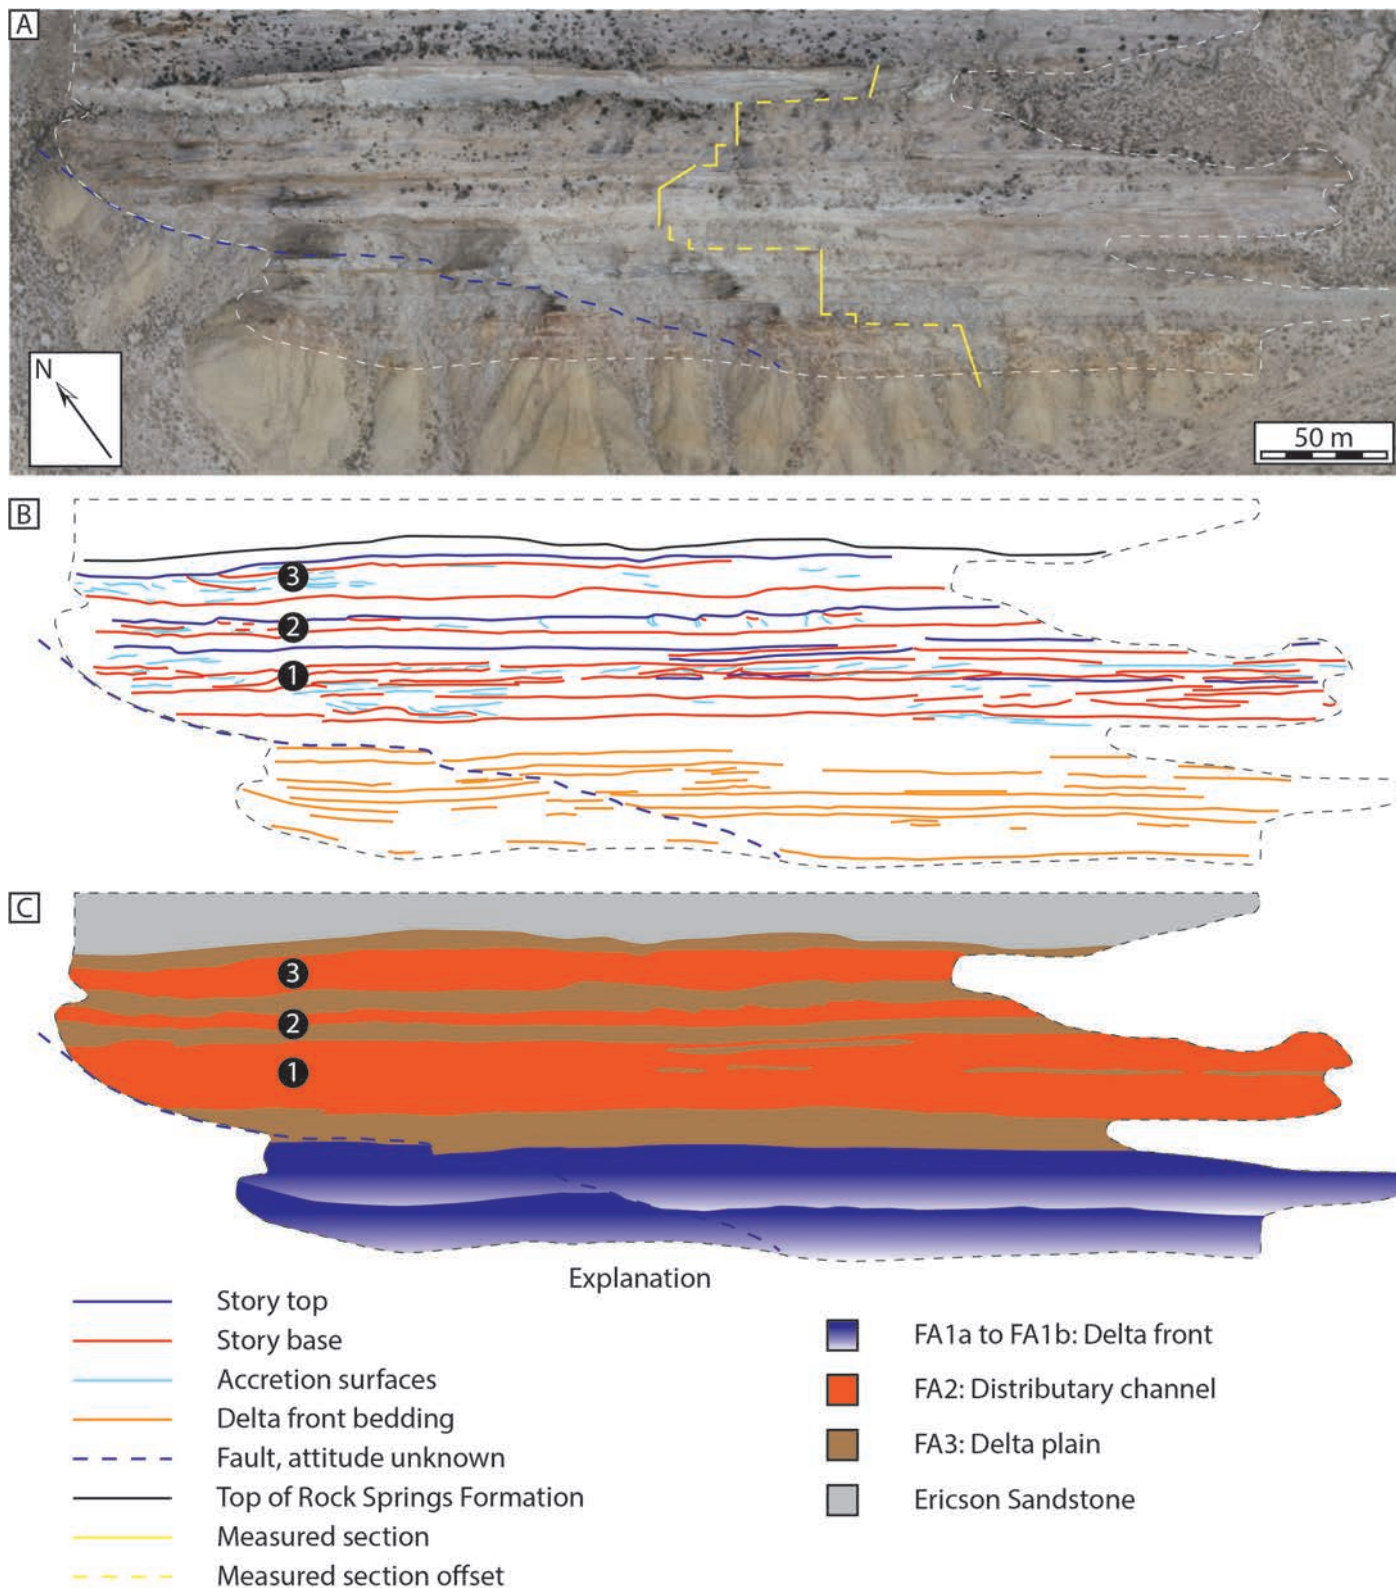 A
N
50 m
B
3
2
1
C
3
2
1
Explanation
Story top
Story base
Accretion surfaces
Delta front bedding
Fault, attitude unknown
Top of Rock Springs Formation
Measured section
Measured section offset
FA1a to FA1b: Delta front
FA2: Distributary channel
FA3: Delta plain
Ericson Sandstone